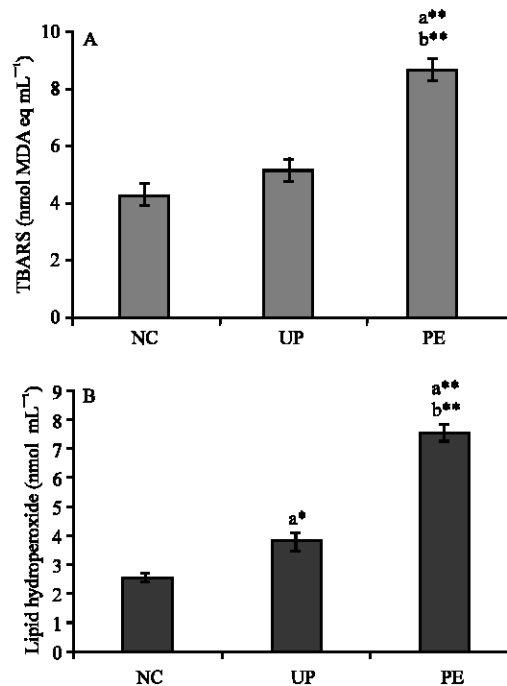 A
a**
b**
10
8
6
4
2
0
TBARS (nmol MDA eq mL⁻¹)
NC UP PE
B
a**
b**
a*
9
8
7
6
5
4
3
2
1
0
Lipid hydroperoxide (nmol mL⁻¹)
NC UP PE